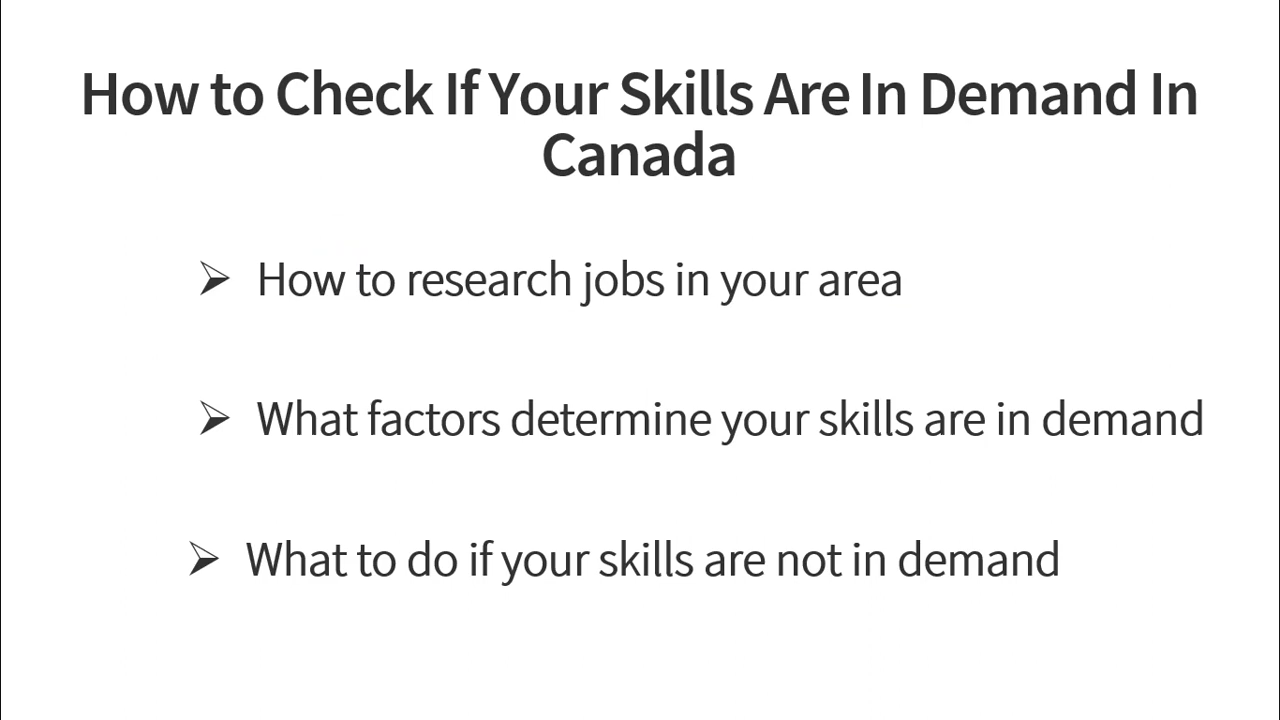 How to Check If Your Skills Are In Demand In
Canada
➢ How to research jobs in your area
➢ What factors determine your skills are in demand
➢ What to do if your skills are not in demand